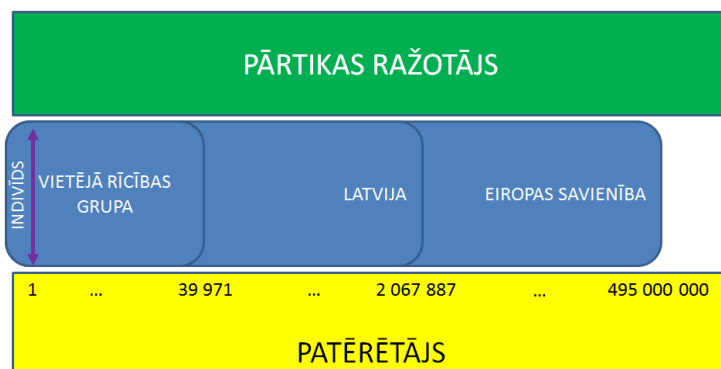 PĀRTIKAS RAŽOTĀJS
INDIVĪDS
VIETĒJĀ RĪCĪBAS
GRUPA
LATVIJA
EIROPAS SAVIENĪBA
1 ... 39 971 ... 2 067 887 ... 495 000 000
PATĒRĒTĀJS